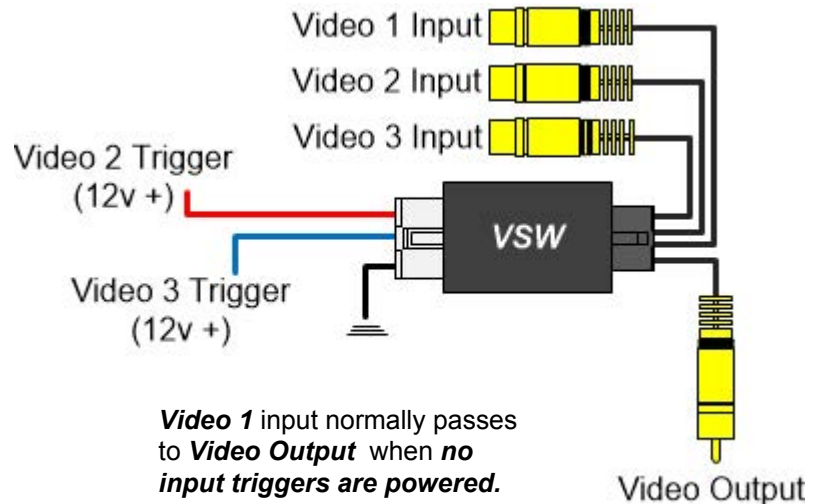 Video 1 Input
Video 2 Input
Video 3 Input
Video 2 Trigger
(12v +)
VSW
Video 3 Trigger
(12v +)
Video 1 input normally passes
to Video Output when no
input triggers are powered.
Video Output